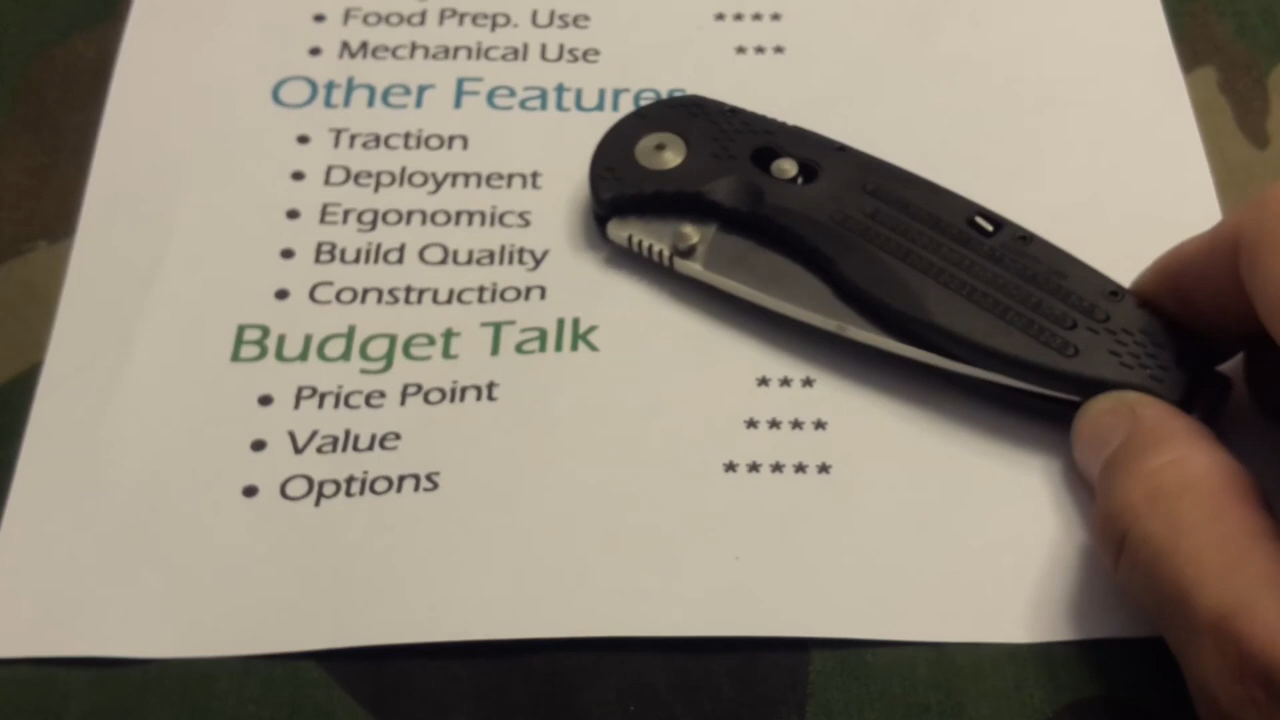 • Food Prep. Use ****
• Mechanical Use ***
Other Features
• Traction
• Deployment
• Ergonomics
• Build Quality
• Construction
Budget Talk
• Price Point ***
• Value ****
• Options *****